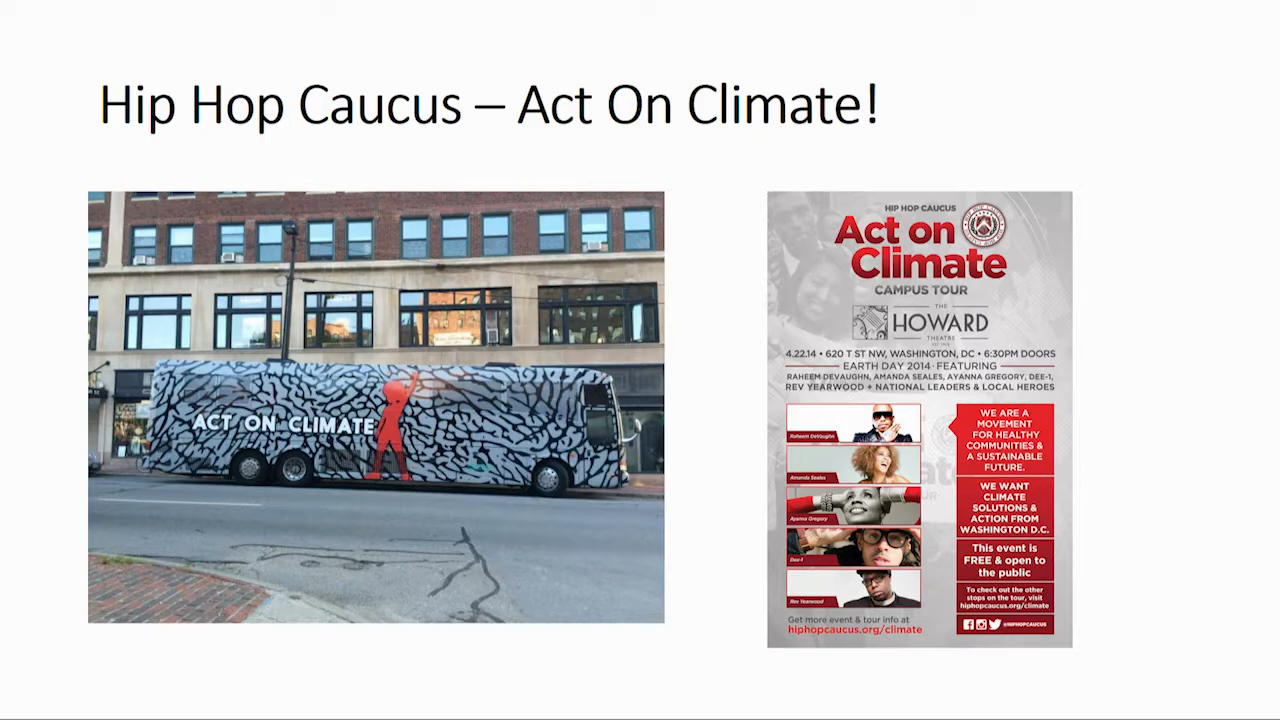 Hip Hop Caucus – Act On Climate!
ACT ON CLIMATE
HIP HOP CAUCUS
Act on
Climate
CAMPUS TOUR
THE
HOWARD
THEATRE
4.22.14 • 620 T ST NW, WASHINGTON, DC • 6:30PM DOORS
EARTH DAY 2014 · FEATURING
RAHEEM DEVAUGHN, AMANDA SEALES, AYANNA GREGORY, DEE-1,
REV YEARWOOD + NATIONAL LEADERS & LOCAL HEROES
Raheem DeVaughn
Amanda Seales
Ayanna Gregory
Dee-1
Rev Yearwood
Get more event & tour info at
hiphopcaucus.org/climate
WE ARE A
MOVEMENT
FOR HEALTHY
COMMUNITIES &
A SUSTAINABLE
FUTURE.
WE WANT
CLIMATE
SOLUTIONS &
ACTION FROM
WASHINGTON D.C.
This event is
FREE & open to
the public
To check out the other
stops on the tour, visit
hiphopcaucus.org/climate
@HIPHOPCAUCUS